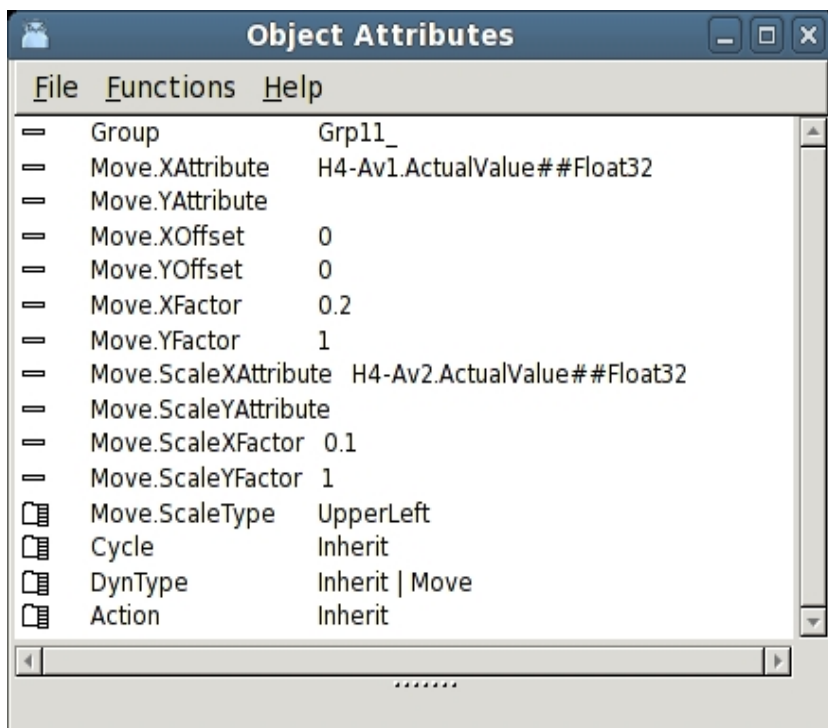 Object Attributes
File Functions Help
Group Grp11_
Move.XAttribute H4-Av1.ActualValue##Float32
Move.YAttribute
Move.XOffset 0
Move.YOffset 0
Move.XFactor 0.2
Move.YFactor 1
Move.ScaleXAttribute H4-Av2.ActualValue##Float32
Move.ScaleYAttribute
Move.ScaleXFactor 0.1
Move.ScaleYFactor 1
Move.ScaleType UpperLeft
Cycle Inherit
DynType Inherit | Move
Action Inherit